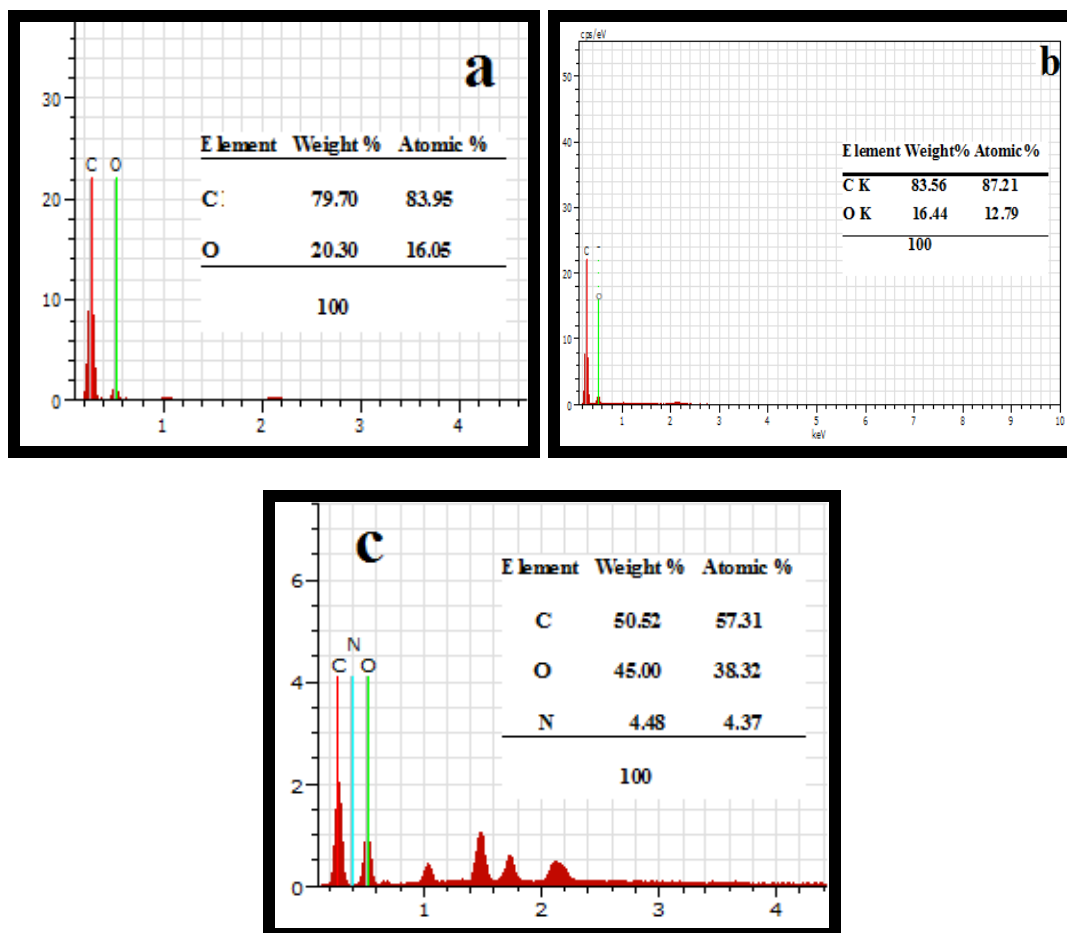 a
30
20
10
0
1 2 3 4
C O
Element Weight % Atomic %
C 79.70 83.95
O 20.30 16.05
100
b
cps/eV
50
40
30
20
10
0
1 2 3 4 5 6 7 8 9 10
keV
C
O
Element Weight% Atomic%
C K 83.56 87.21
O K 16.44 12.79
100
c
6
4
2
0
1 2 3 4
N
C O
Element Weight % Atomic %
C 50.52 57.31
O 45.00 38.32
N 4.48 4.37
100